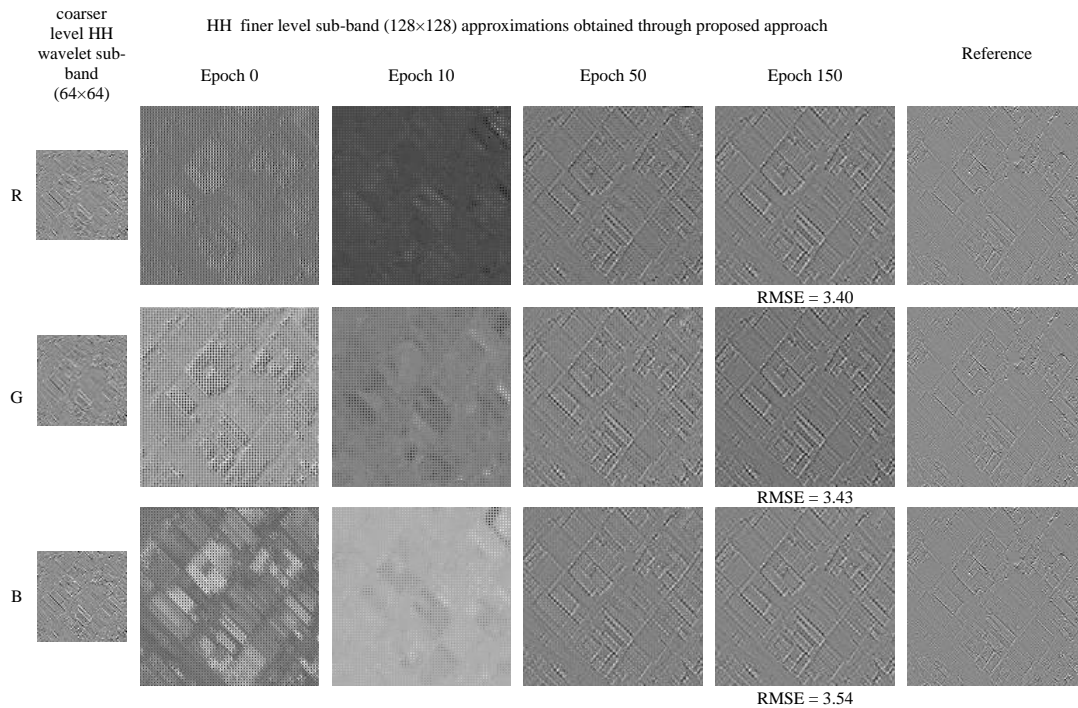 coarser
level HH
wavelet sub-
band
(64×64)
HH finer level sub-band (128×128) approximations obtained through proposed approach
Epoch 0
Epoch 10
Epoch 50
Epoch 150
Reference
R
RMSE = 3.40
G
RMSE = 3.43
B
RMSE = 3.54